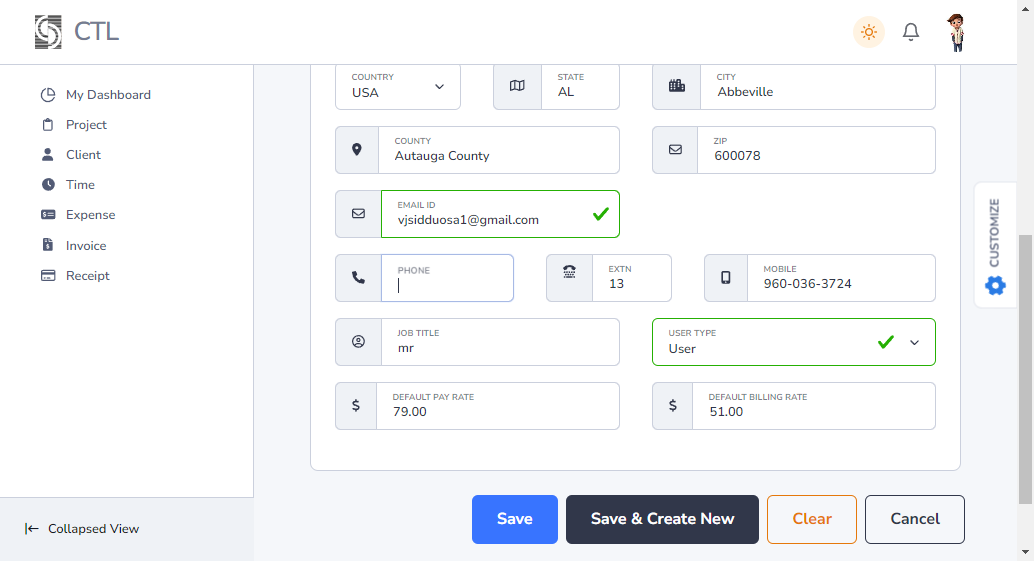 CTL
My Dashboard
Project
Client
Time
Expense
Invoice
Receipt
Collapsed View
COUNTRY
USA
STATE
AL
CITY
Abbeville
COUNTY
Autauga County
ZIP
600078
EMAIL ID
vjsidduosa1@gmail.com
PHONE
EXTN
13
MOBILE
960-036-3724
JOB TITLE
mr
USER TYPE
User
DEFAULT PAY RATE
79.00
DEFAULT BILLING RATE
51.00
Save
Save & Create New
Clear
Cancel
CUSTOMIZE